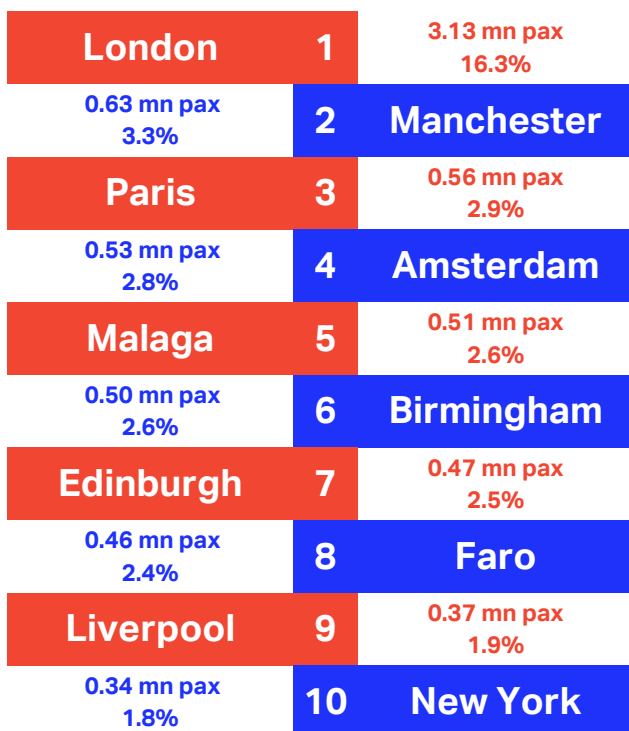 London 1 3.13 mn pax
16.3%
0.63 mn pax
3.3%
2 Manchester
Paris 3 0.56 mn pax
2.9%
0.53 mn pax
2.8%
4 Amsterdam
Malaga 5 0.51 mn pax
2.6%
0.50 mn pax
2.6%
6 Birmingham
Edinburgh 7 0.47 mn pax
2.5%
0.46 mn pax
2.4%
8 Faro
Liverpool 9 0.37 mn pax
1.9%
0.34 mn pax
1.8%
10 New York